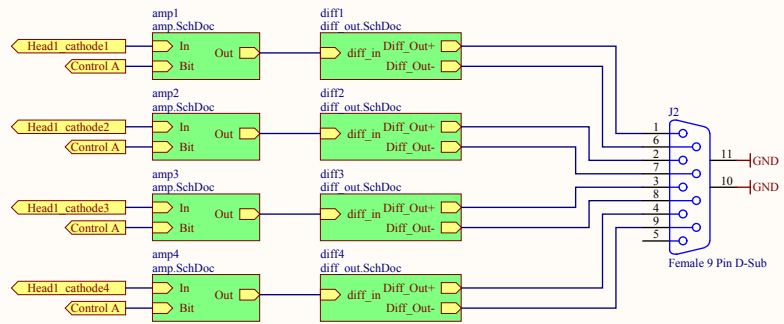 amp1
amp.SchDoc
diff1
diff_out.SchDoc
Head1_cathode1
In
Out
diff_in
Diff_Out+
Control A
Bit
Diff_Out-
amp2
amp.SchDoc
diff2
diff_out.SchDoc
Head1_cathode2
In
Out
diff_in
Diff_Out+
Control A
Bit
Diff_Out-
amp3
amp.SchDoc
diff3
diff_out.SchDoc
Head1_cathode3
In
Out
diff_in
Diff_Out+
Control A
Bit
Diff_Out-
amp4
amp.SchDoc
diff4
diff_out.SchDoc
Head1_cathode4
In
Out
diff_in
Diff_Out+
Control A
Bit
Diff_Out-
J2
1
6
2
7
3
8
4
9
5
11
GND
10
GND
Female 9 Pin D-Sub